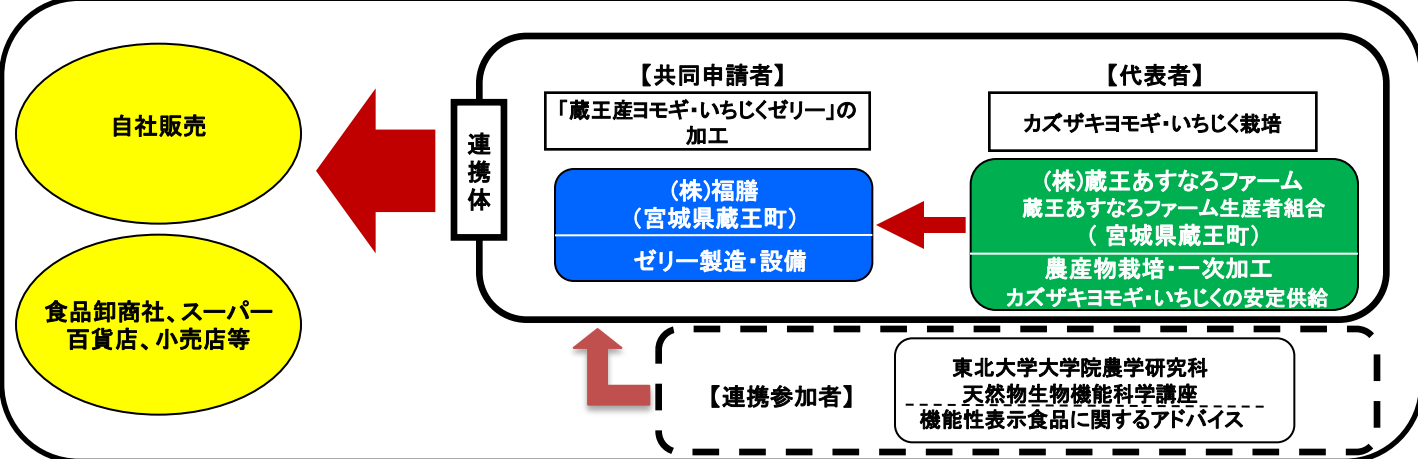 自社販売
食品卸商社、スーパー
百貨店、小売店等
連携体
【共同申請者】
「蔵王産ヨモギ・いちじくゼリー」の
加工
(株)福膳
(宮城県蔵王町)
ゼリー製造・設備
【代表者】
カズザキヨモギ・いちじく栽培
(株)蔵王あすなろファーム
蔵王あすなろファーム生産者組合
( 宮城県蔵王町)
農産物栽培・一次加工
カズザキヨモギ・いちじくの安定供給
【連携参加者】
東北大学大学院農学研究科
天然物生物機能科学講座
機能性表示食品に関するアドバイス